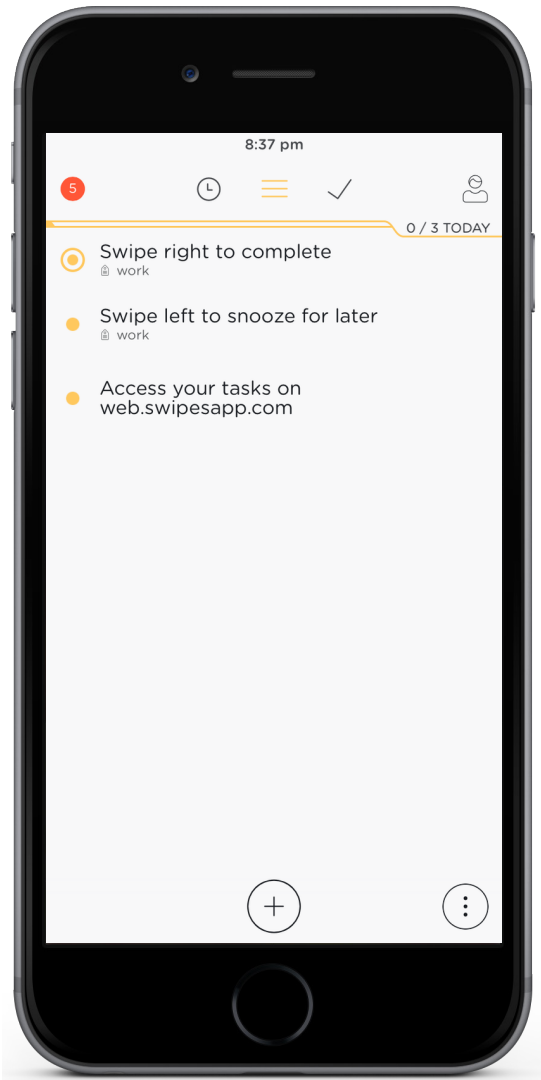 8:37 pm
5
0 / 3 TODAY
Swipe right to complete
work
Swipe left to snooze for later
work
Access your tasks on
web.swipesapp.com